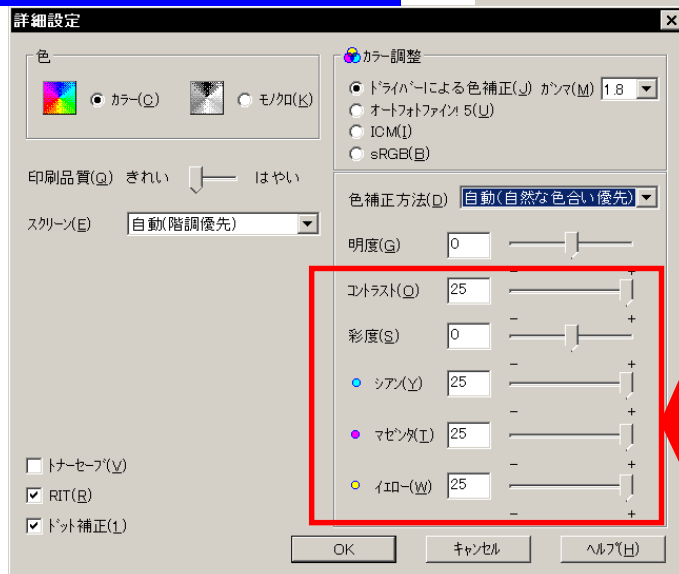 詳細設定
色
カラー(C)
モノクロ(K)
印刷品質(Q) きれい はやい
スクリーン(E) 自動(階調優先)
トナーセーブ(V)
RIT(R)
ドット補正(1)
カラー調整
ドライバーによる色補正(J) ガンマ(M) 1.8
オートフォトファイン! 5(U)
ICM(I)
sRGB(B)
色補正方法(D) 自動(自然な色合い優先)
明度(G) 0
- +
コントラスト(O) 25
- +
彩度(S) 0
- +
シアン(Y) 25
- +
マゼンタ(T) 25
- +
イエロー(W) 25
- +
OK キャンセル ヘルプ(H)